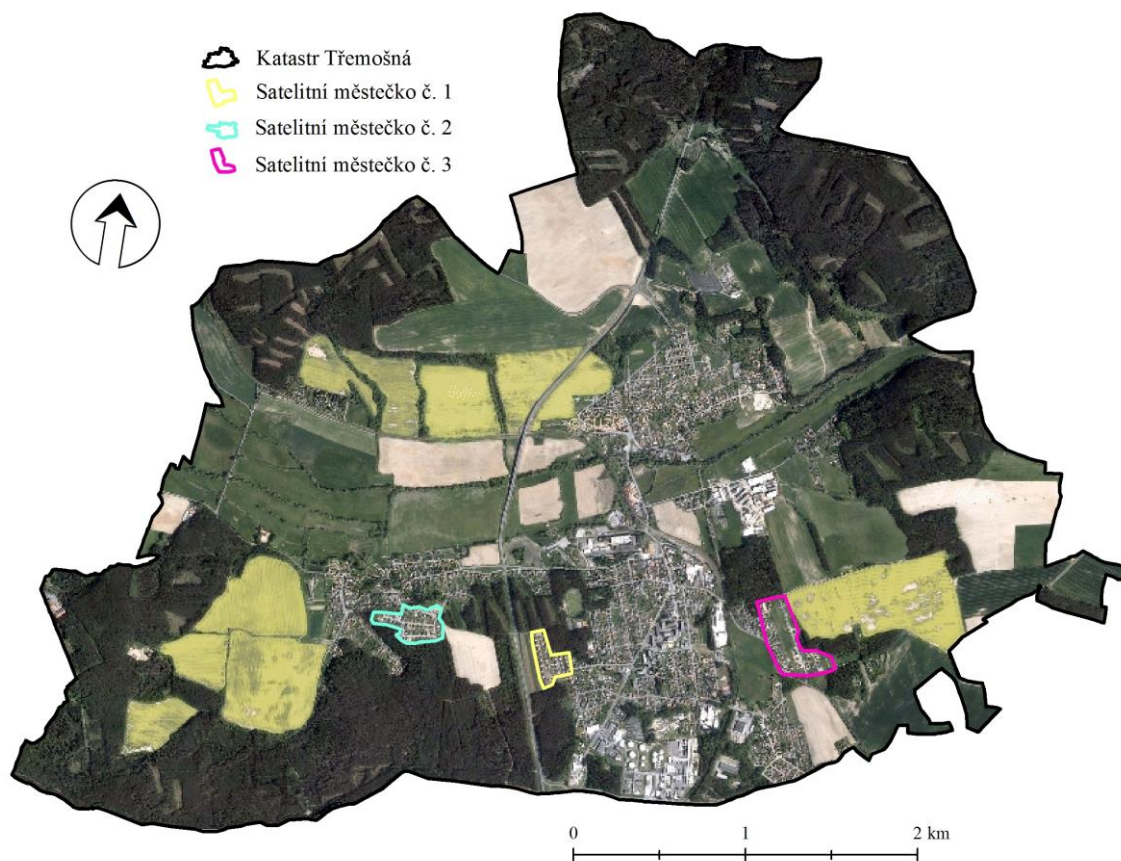 Katastr Třemošná
Satelitní městečko č. 1
Satelitní městečko č. 2
Satelitní městečko č. 3
0 1 2 km